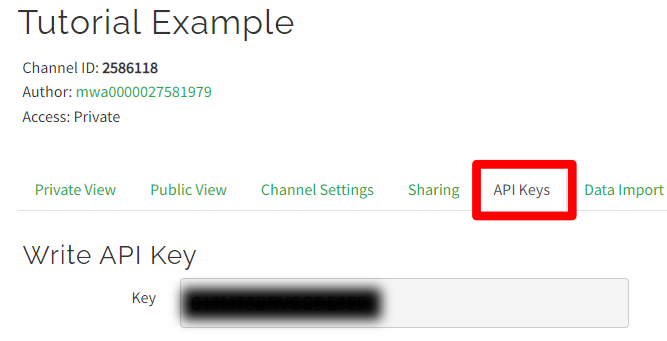 Tutorial Example
Channel ID: 2586118
Author: mwa0000027581979
Access: Private
Private View Public View Channel Settings Sharing API Keys Data Import
Write API Key
Key